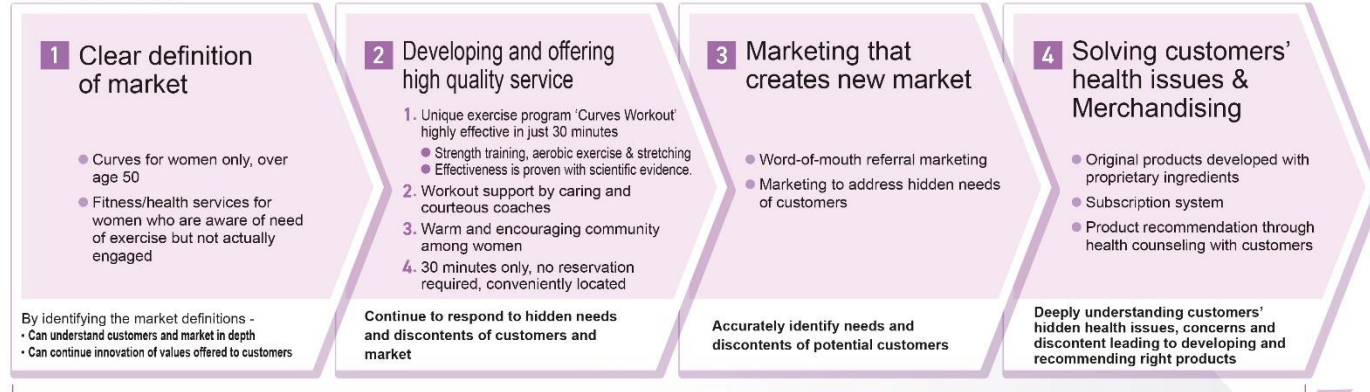 1 Clear definition
of market
● Curves for women only, over
age 50
● Fitness/health services for
women who are aware of need
of exercise but not actually
engaged
By identifying the market definitions -
• Can understand customers and market in depth
• Can continue innovation of values offered to customers
2 Developing and offering
high quality service
1. Unique exercise program ‘Curves Workout’
highly effective in just 30 minutes
● Strength training, aerobic exercise & stretching
● Effectiveness is proven with scientific evidence.
2. Workout support by caring and
courteous coaches
3. Warm and encouraging community
among women
4. 30 minutes only, no reservation
required, conveniently located
Continue to respond to hidden needs
and discontents of customers and
market
3 Marketing that
creates new market
● Word-of-mouth referral marketing
● Marketing to address hidden needs
of customers
Accurately identify needs and
discontents of potential customers
4 Solving customers’
health issues &
Merchandising
● Original products developed with
proprietary ingredients
● Subscription system
● Product recommendation through
health counseling with customers
Deeply understanding customers’
hidden health issues, concerns and
discontent leading to developing and
recommending right products